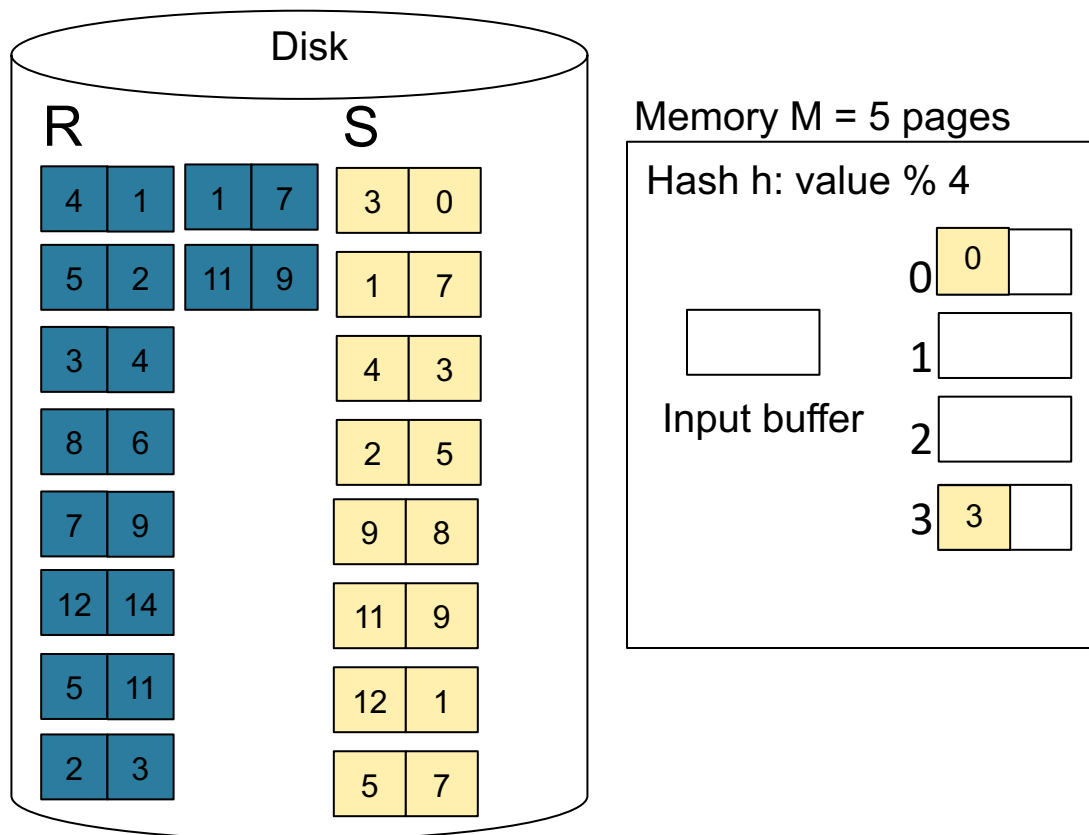 Disk
R S
4 1 1 7 3 0
5 2 11 9 1 7
3 4 4 3
8 6 2 5
7 9 9 8
12 14 11 9
5 11 12 1
2 3 5 7
Memory M = 5 pages
Hash h: value % 4
0 0
1
Input buffer
2
3 3